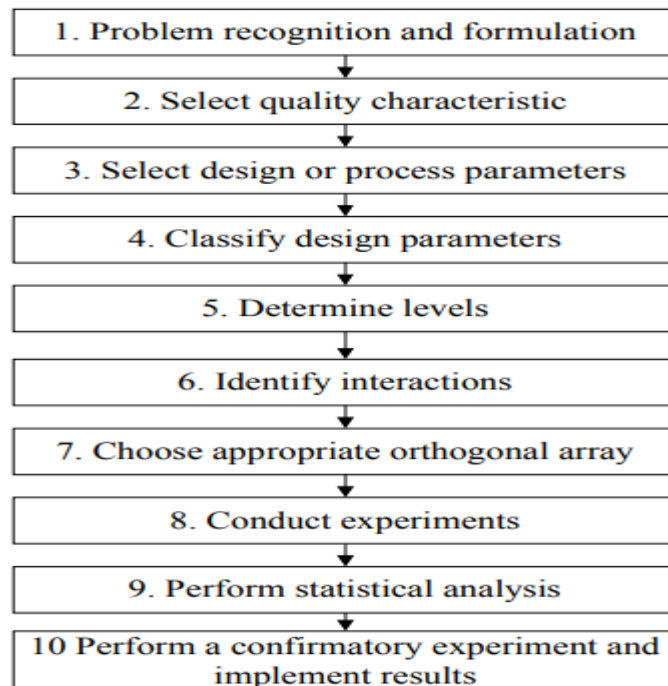 1. Problem recognition and formulation
2. Select quality characteristic
3. Select design or process parameters
4. Classify design parameters
5. Determine levels
6. Identify interactions
7. Choose appropriate orthogonal array
8. Conduct experiments
9. Perform statistical analysis
10 Perform a confirmatory experiment and
implement results